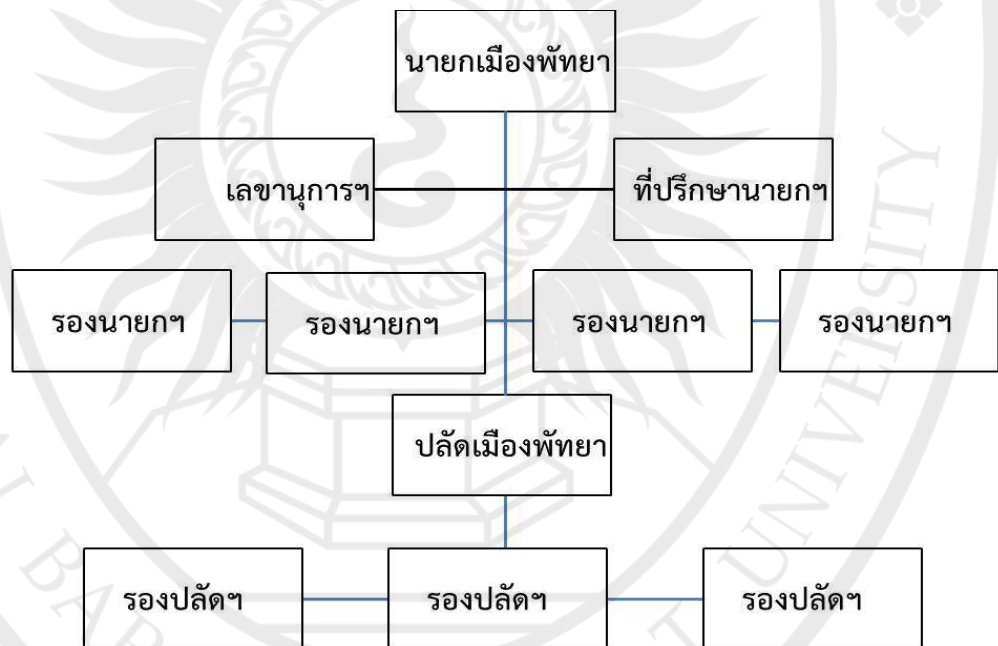 นายกเมืองพัทยา
เลขานุการฯ
ที่ปรึกษานายกฯ
รองนายกฯ
รองนายกฯ
รองนายกฯ
รองนายกฯ
ปลัดเมืองพัทยา
รองปลัดฯ
รองปลัดฯ
รองปลัดฯ
UNIVERSITY